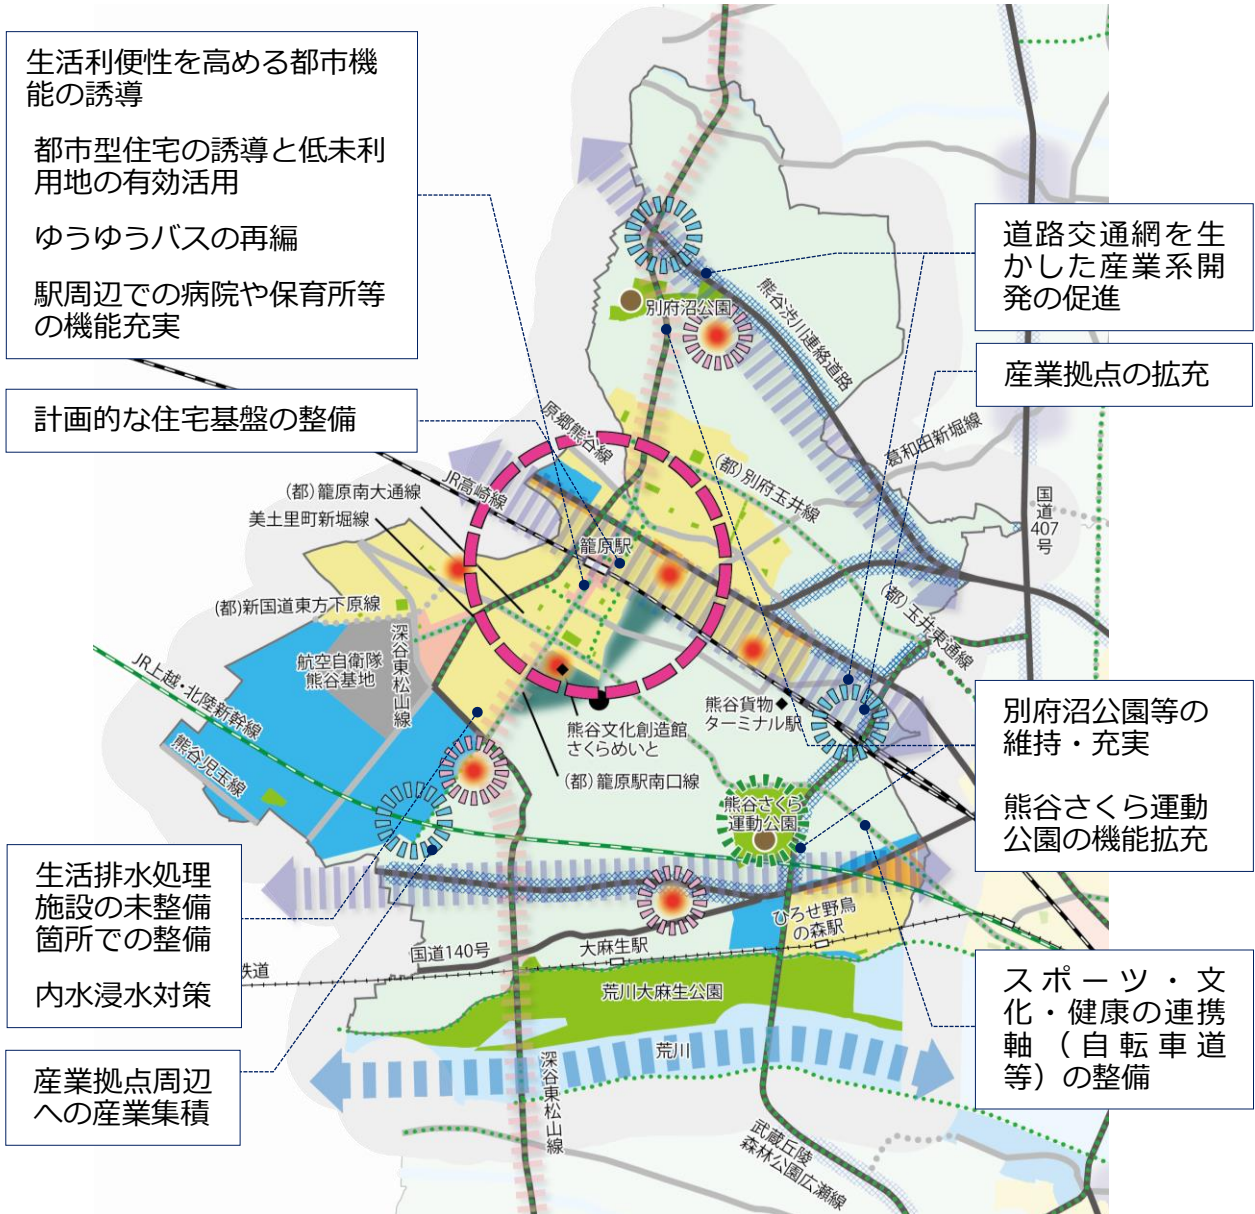 生活利便性を高める都市機
能の誘導
都市型住宅の誘導と低未利
用地の有効活用
ゆうゆうバスの再編
駅周辺での病院や保育所等
の機能充実
計画的な住宅基盤の整備
道路交通網を生
かした産業系開
発の促進
産業拠点の拡充
別府沼公園
熊谷渋川連絡道路
原郷熊谷線
JR高崎線
(都)籠原南大通線
美土里町新堀線
(都)別府玉井線
葛和田新堀線
国道
407
号
籠原駅
(都)新国道東方下原線
深谷東松山線
航空自衛隊
熊谷基地
(都)玉井東通線
JR上越・北陸新幹線
熊谷児玉線
熊谷文化創造館
さくらめいと
熊谷貨物
ターミナル駅
(都)籠原駅南口線
熊谷さくら
運動公園
別府沼公園等の
維持・充実
熊谷さくら運動
公園の機能拡充
生活排水処理
施設の未整備
箇所での整備
内水浸水対策
産業拠点周辺
への産業集積
国道140号
大麻生駅
ひろせ野鳥
の森駅
鉄道
荒川大麻生公園
荒川
深谷東松山線
武蔵丘陵
森林公園広瀬線
スポーツ・文
化・健康の連携
軸（自転車道
等）の整備